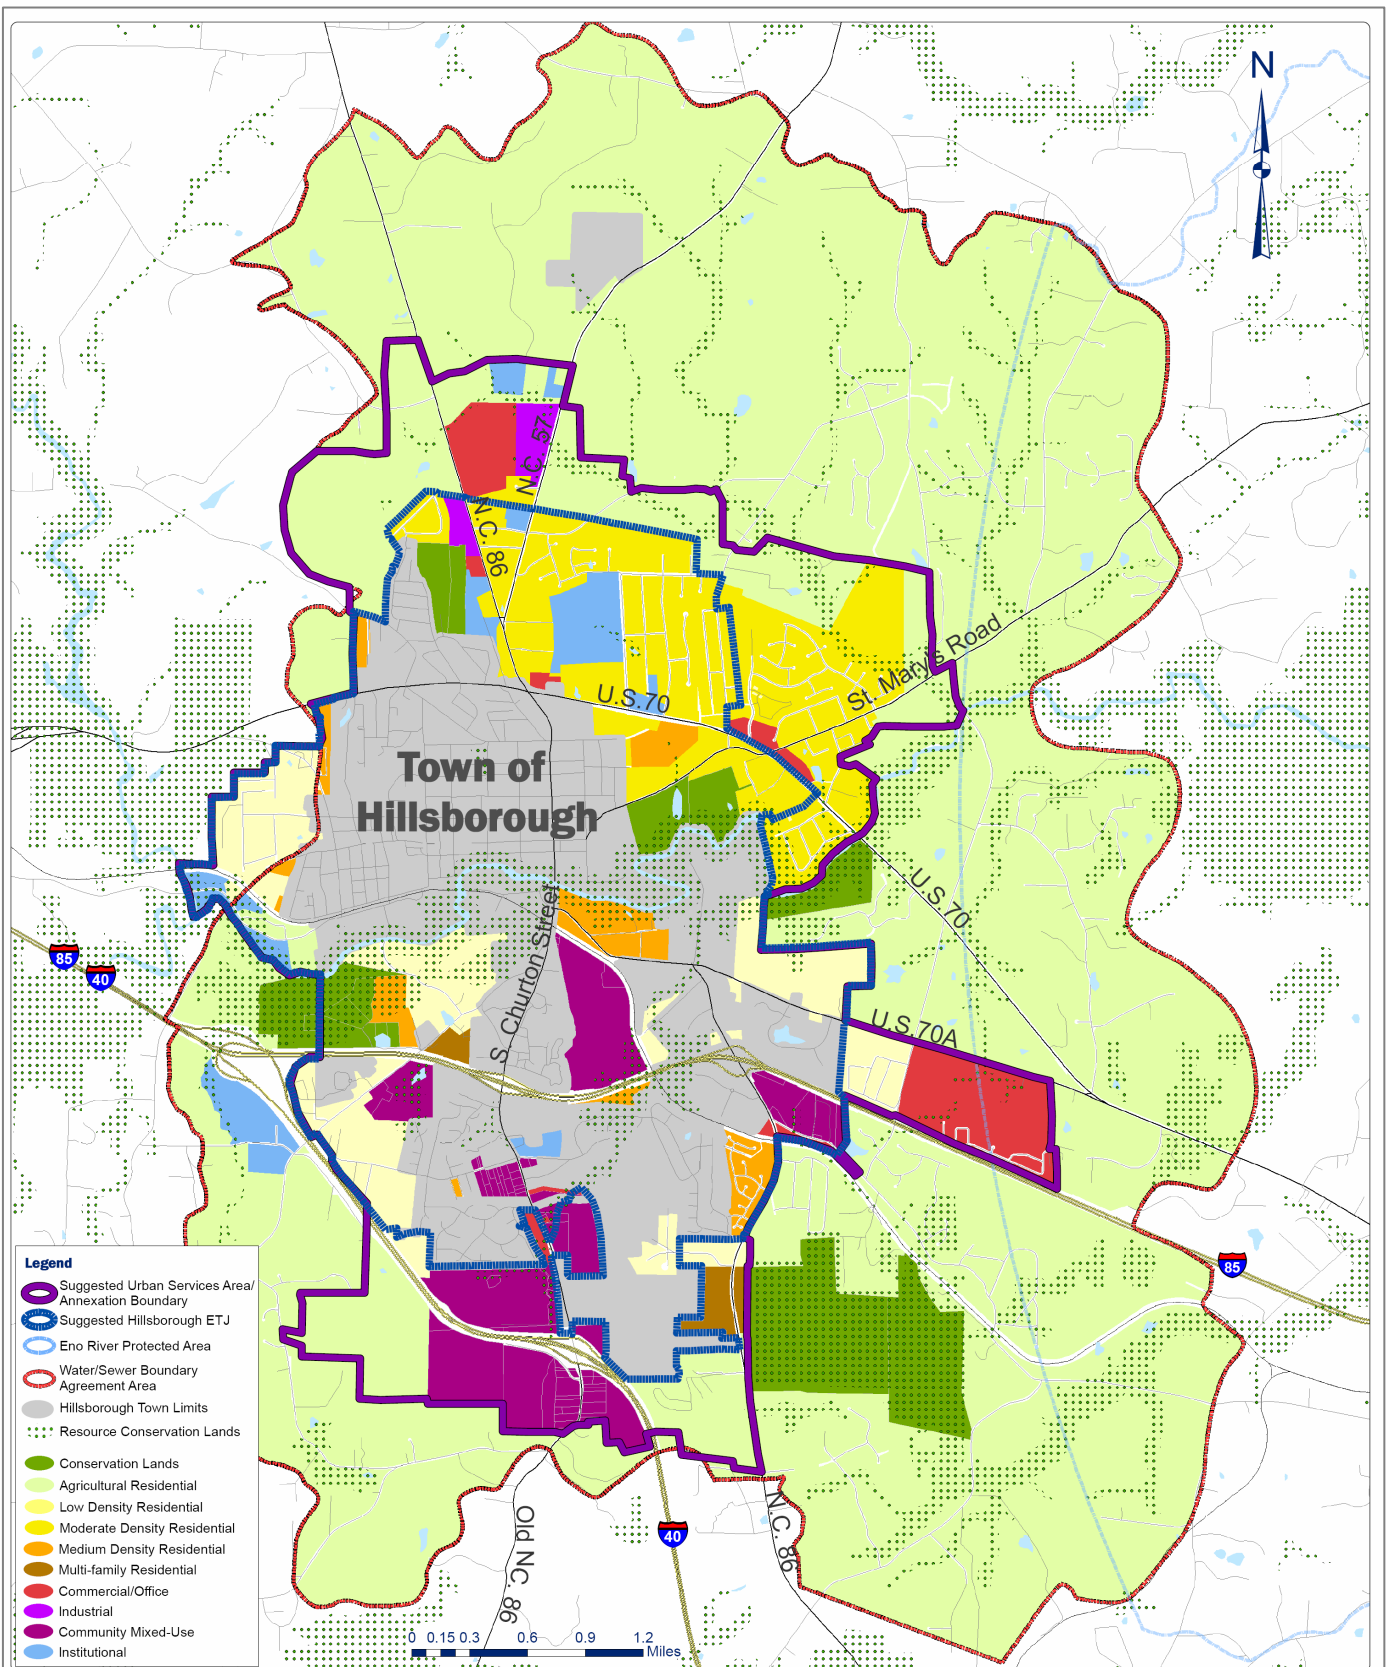 N
N.C. 57
N.C. 86
St. Mary's Road
U.S.70
Town of
Hillsborough
U.S.70
S. Churton Street
85
40
U.S.70A
85
Legend
Suggested Urban Services Area/
Annexation Boundary
Suggested Hillsborough ETJ
Eno River Protected Area
Water/Sewer Boundary
Agreement Area
Hillsborough Town Limits
Resource Conservation Lands
Conservation Lands
Agricultural Residential
Low Density Residential
Moderate Density Residential
Medium Density Residential
Multi-family Residential
Commercial/Office
Industrial
Community Mixed-Use
Institutional
Old N.C. 86
40
N.C. 86
0 0.15 0.3 0.6 0.9 1.2
Miles